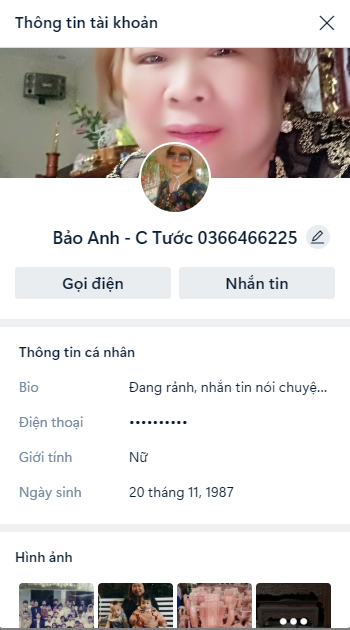 Thông tin tài khoản
Bảo Anh - C Tước 0366466225
Gọi điện
Nhắn tin
Thông tin cá nhân
Bio
Đang rảnh, nhắn tin nói chuyệ...
Điện thoại
••••••••••
Giới tính
Nữ
Ngày sinh
20 tháng 11, 1987
Hình ảnh